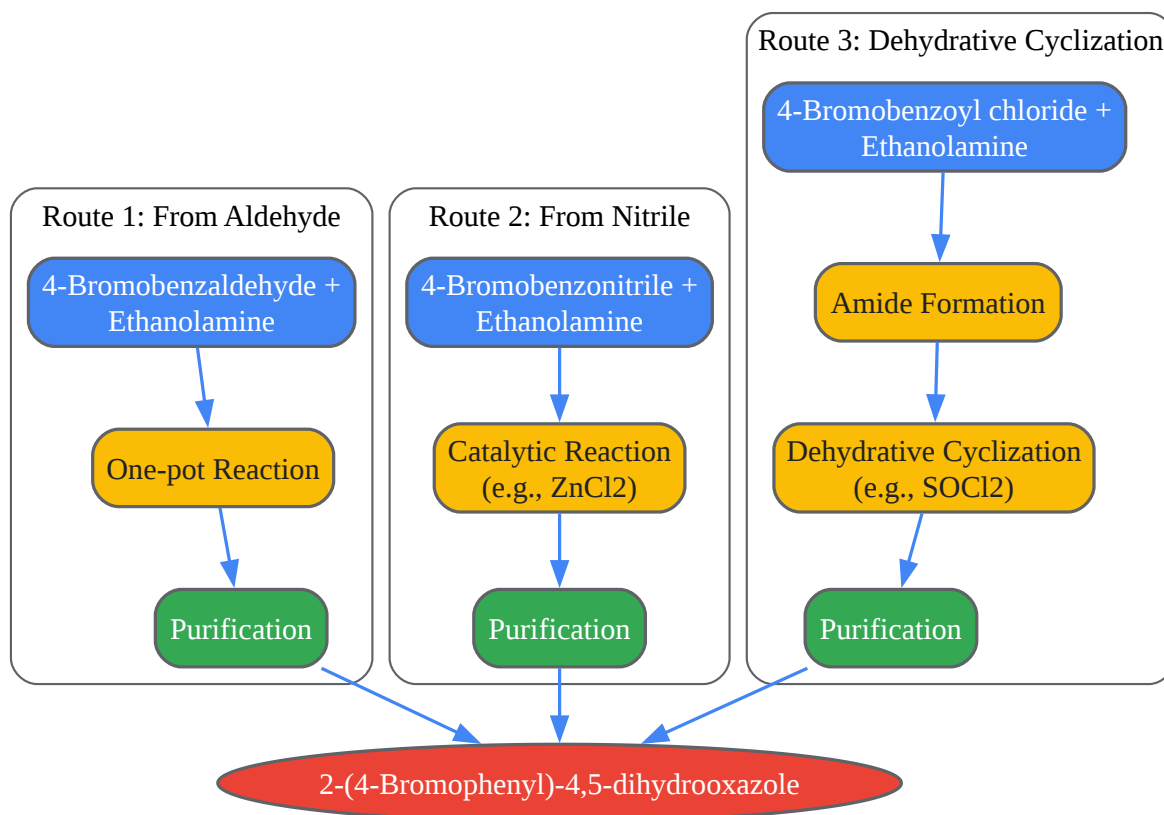 Route 1: From Aldehyde
4-Bromobenzaldehyde +
Ethanolamine
One-pot Reaction
Purification
Route 2: From Nitrile
4-Bromobenzonitrile +
Ethanolamine
Catalytic Reaction
(e.g., ZnCl2)
Purification
Route 3: Dehydrative Cyclization
4-Bromobenzoyl chloride +
Ethanolamine
Amide Formation
Dehydrative Cyclization
(e.g., SOCl2)
Purification
2-(4-Bromophenyl)-4,5-dihydrooxazole